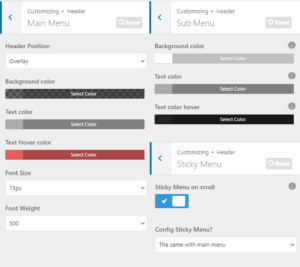 Customizing • Header
Main Menu
Reset
Header Position
Overlay
Background color
Select Color
Text color
Select Color
Text Hover color
Select Color
Font Size
15px
Font Weight
500
Customizing • Header
Sub Menu
Reset
Background color
Select Color
Text color
Select Color
Text color hover
Select Color
Customizing • Header
Sticky Menu
Reset
Sticky Menu on scroll
Config Sticky Menu?
The same with main menu